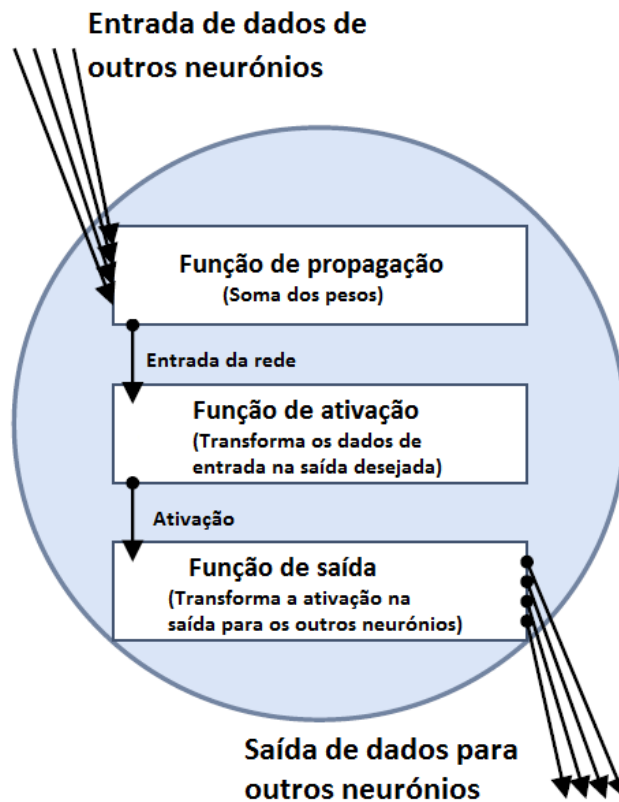 Entrada de dados de
outros neurónios
Função de propagação
(Soma dos pesos)
Entrada da rede
Função de ativação
(Transforma os dados de
entrada na saída desejada)
Ativação
Função de saída
(Transforma a ativação na
saída para os outros neurónios)
Saída de dados para
outros neurónios